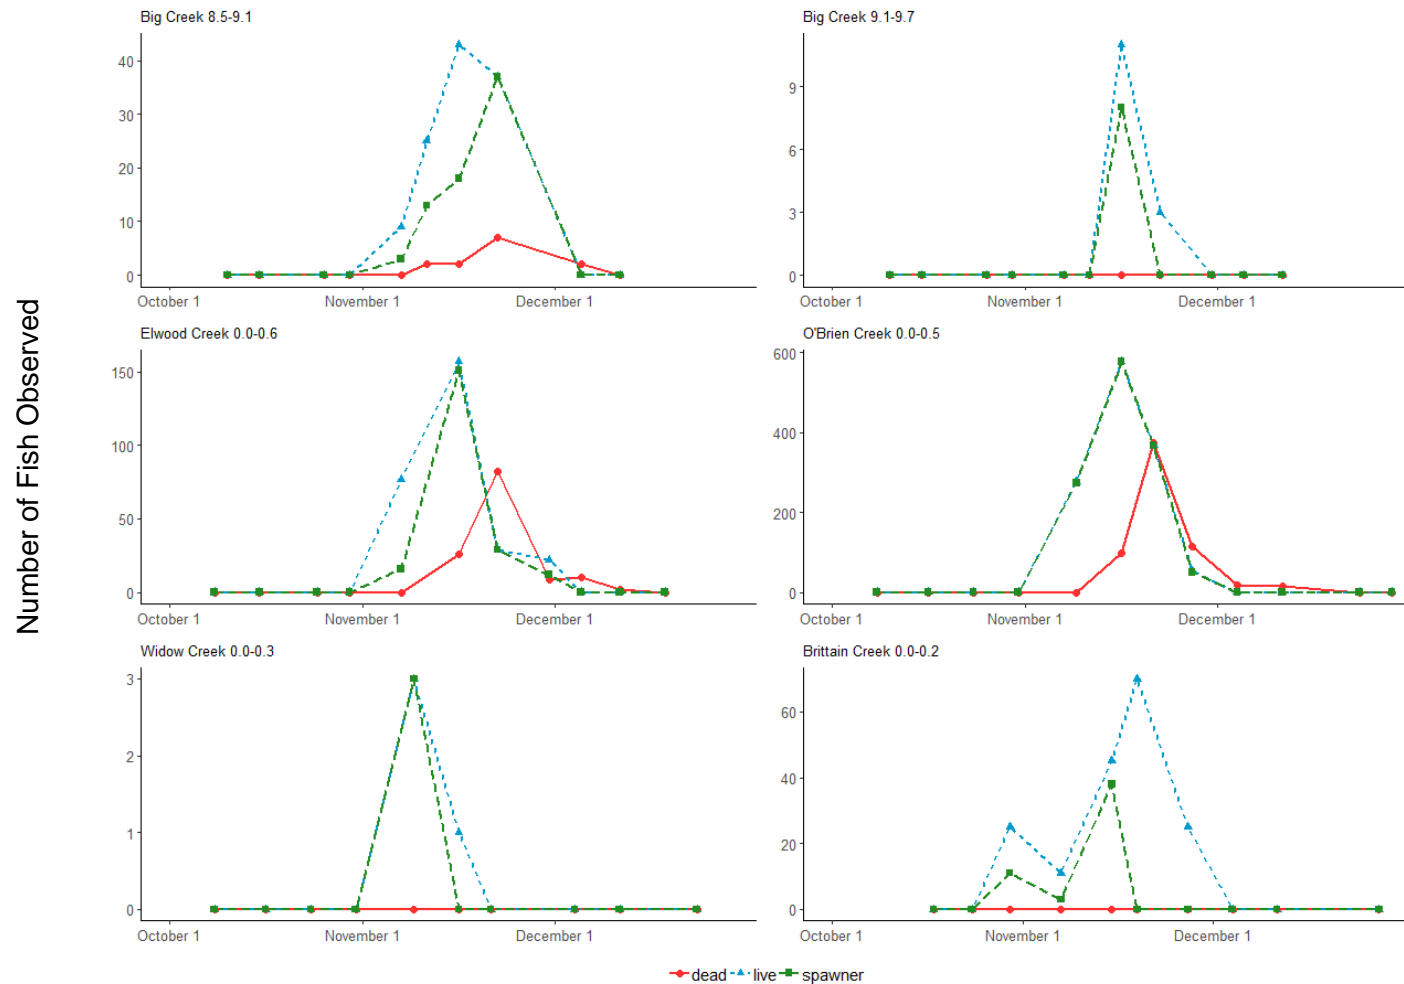 Number of Fish Observed
Big Creek 8.5-9.1
40
30
20
10
0
October 1 November 1 December 1
Big Creek 9.1-9.7
9
6
3
0
October 1 November 1 December 1
Elwood Creek 0.0-0.6
150
100
50
0
October 1 November 1 December 1
O'Brien Creek 0.0-0.5
600
400
200
0
October 1 November 1 December 1
Widow Creek 0.0-0.3
3
2
1
0
October 1 November 1 December 1
Brittain Creek 0.0-0.2
60
40
20
0
October 1 November 1 December 1
dead live spawner